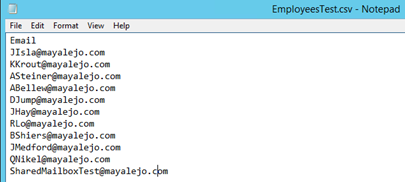 EmployeesTest.csv - Notepad
File Edit Format View Help
Email
JIsla@mayalejo.com
KKrout@mayalejo.com
ASteiner@mayalejo.com
ABellew@mayalejo.com
DJump@mayalejo.com
JHay@mayalejo.com
RLo@mayalejo.com
BShiers@mayalejo.com
JMedford@mayalejo.com
QNikel@mayalejo.com
SharedMailboxTest@mayalejo.com